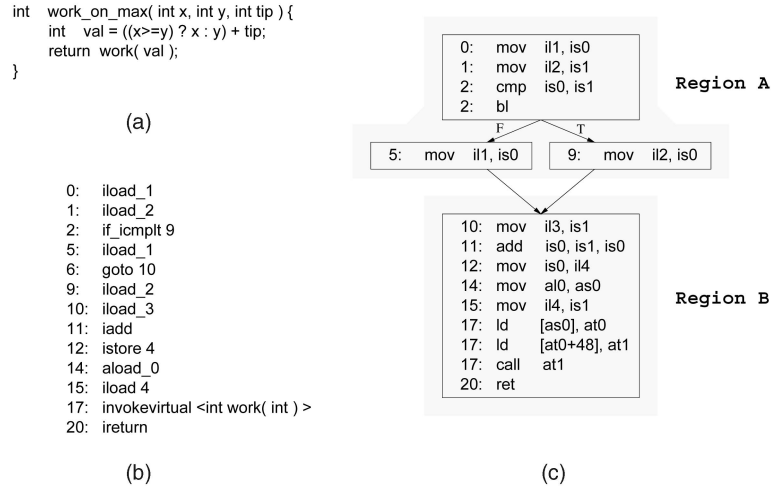 int work_on_max( int x, int y, int tip ) {
int val = ((x>=y) ? x : y) + tip;
return work( val );
}
(a)
0: iload_1
1: iload_2
2: if_icmplt 9
5: iload_1
6: goto 10
9: iload_2
10: iload_3
11: iadd
12: istore 4
14: aload_0
15: iload 4
17: invokevirtual <int work( int ) >
20: ireturn
(b)
0: mov il1, is0
1: mov il2, is1
2: cmp is0, is1
2: bl
Region A
F T
5: mov il1, is0
9: mov il2, is0
10: mov il3, is1
11: add is0, is1, is0
12: mov is0, il4
14: mov al0, as0
15: mov il4, is1
17: ld [as0], at0
17: ld [at0+48], at1
17: call at1
20: ret
Region B
(c)